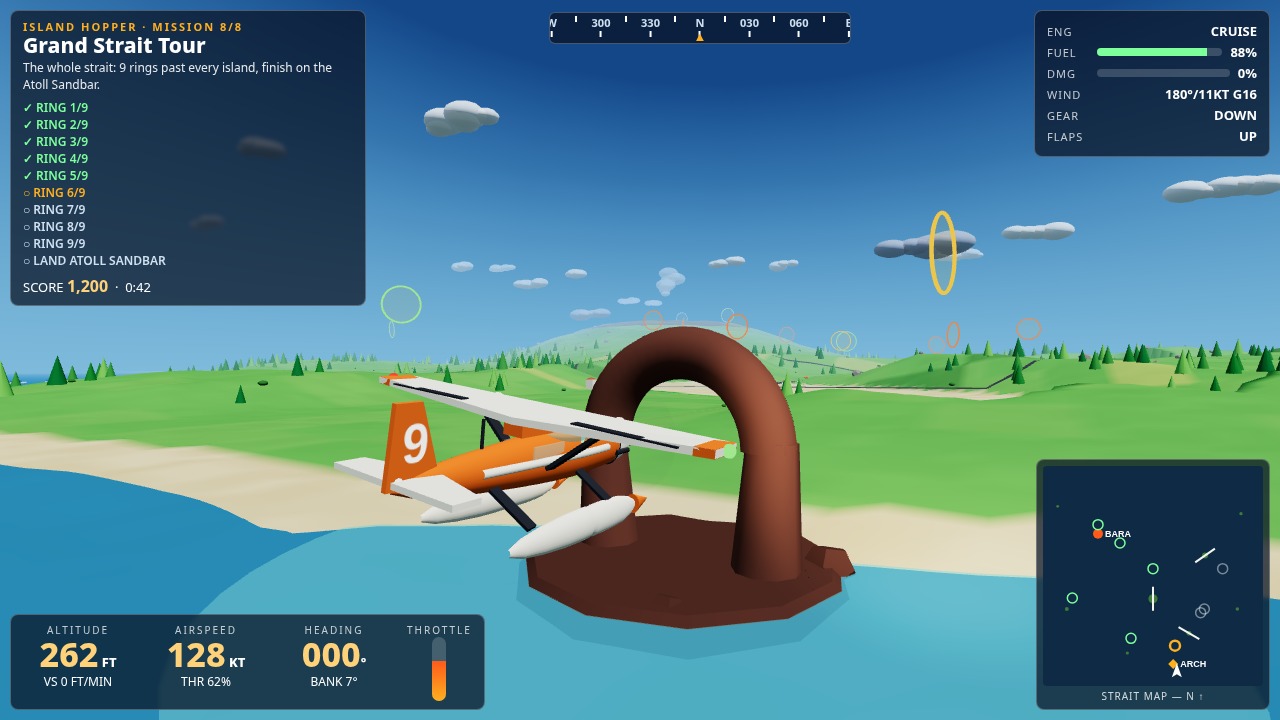 ISLAND HOPPER · MISSION 8/8
Grand Strait Tour
The whole strait: 9 rings past every island, finish on the
Atoll Sandbar.
✓ RING 1/9
✓ RING 2/9
✓ RING 3/9
✓ RING 4/9
✓ RING 5/9
○ RING 6/9
○ RING 7/9
○ RING 8/9
○ RING 9/9
○ LAND ATOLL SANDBAR
SCORE 1,200 · 0:42
W 300 330 N 030 060 E
ENG CRUISE
FUEL 88%
DMG 0%
WIND 180°/11KT G16
GEAR DOWN
FLAPS UP
9
BARA
ARCH
STRAIT MAP — N ↑
ALTITUDE AIRSPEED HEADING THROTTLE
262 FT 128 KT 000°
VS 0 FT/MIN THR 62% BANK 7°